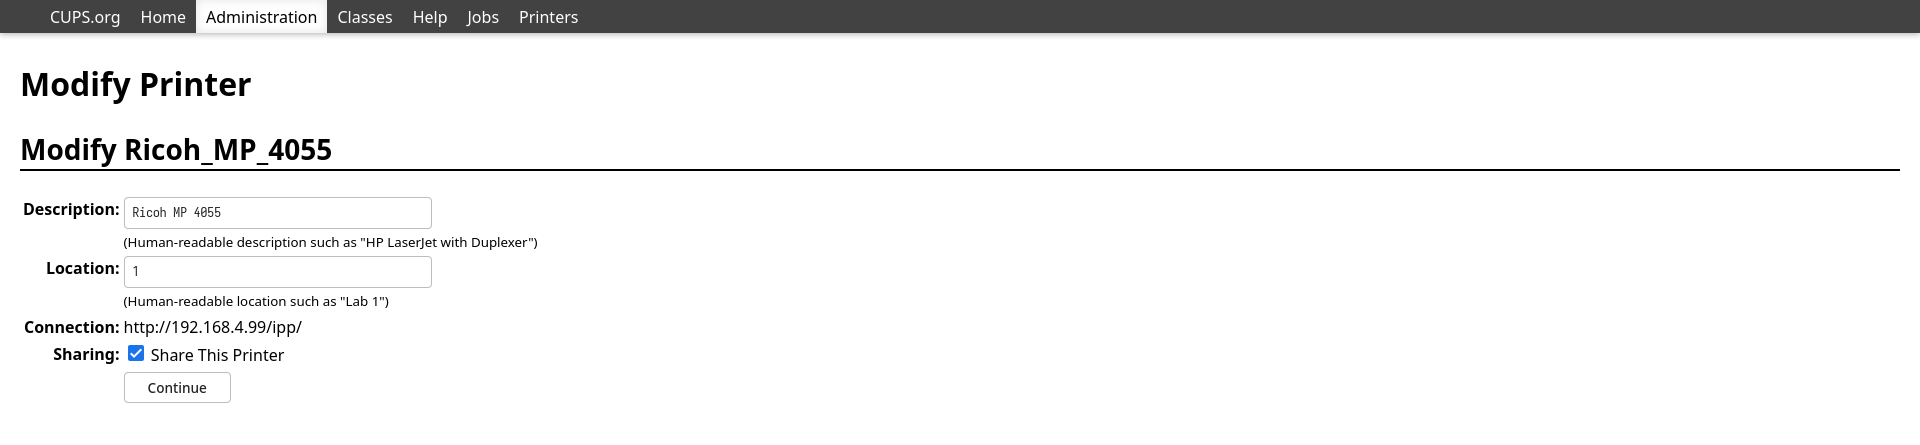 CUPS.org Home Administration Classes Help Jobs Printers
Modify Printer
Modify Ricoh_MP_4055
Description: Ricoh MP 4055
(Human-readable description such as "HP LaserJet with Duplexer")
Location: 1
(Human-readable location such as "Lab 1")
Connection: http://192.168.4.99/ipp/
Sharing: Share This Printer
Continue